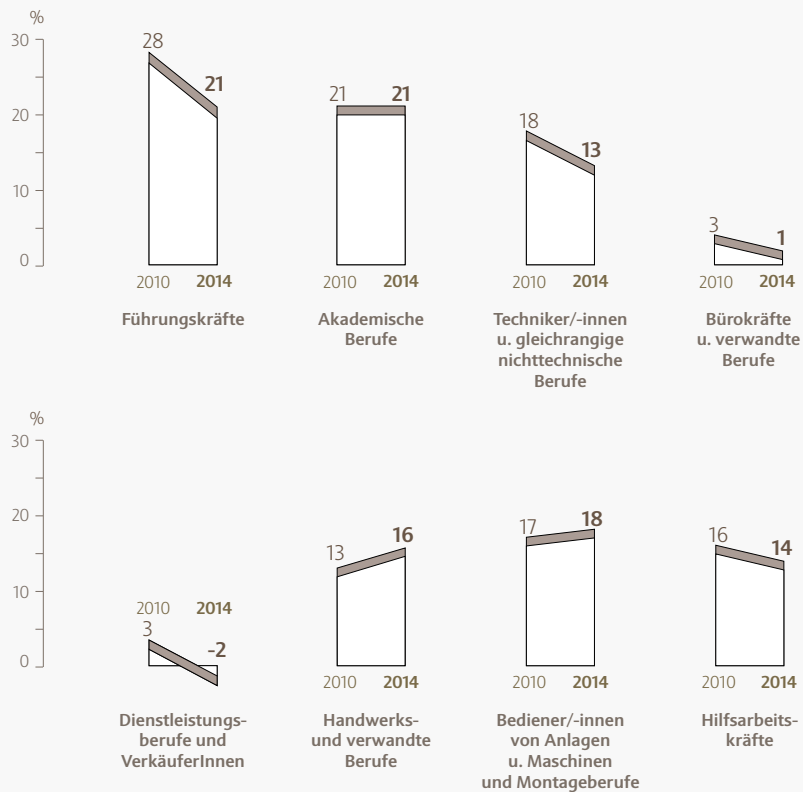 %
30
20
10
0
28
21
2010 2014
Führungskräfte
21
21
2010 2014
Akademische
Berufe
18
13
2010 2014
Techniker/-innen
u. gleichrangige
nichttechnische
Berufe
3
1
2010 2014
Bürokräfte
u. verwandte
Berufe
%
30
20
10
0
2010 2014
3
-2
Dienstleistungs-
berufe und
VerkäuferInnen
13
16
2010 2014
Handwerks-
und verwandte
Berufe
17
18
2010 2014
Bediener/-innen
von Anlagen
u. Maschinen
und Montageberufe
16
14
2010 2014
Hilfsarbeits-
kräfte